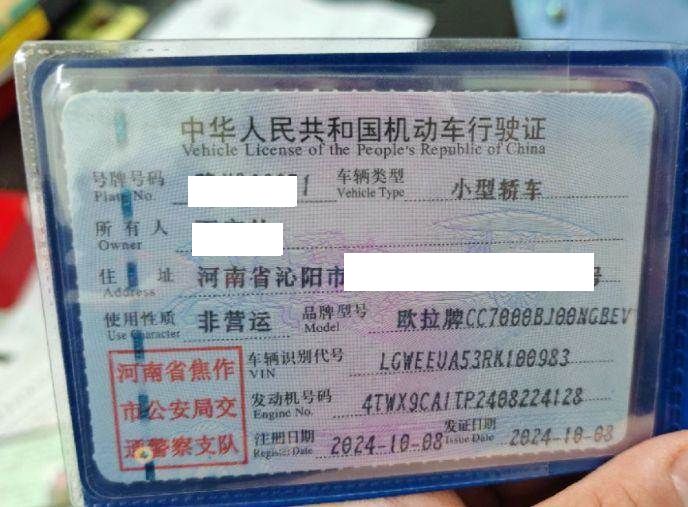 中华人民共和国机动车行驶证
Vehicle License of the People's Republic of China
号牌号码 1 车辆类型 小型轿车
Plate No. Vehicle Type
所有人
Owner
住址 河南省沁阳市 号
Address
使用性质 非营运 品牌型号 欧拉牌CC7000BJ00NGBEV
Use Character Model
河南省焦作
市公安局交
通警察支队
车辆识别代号 LGWEEUA53RK100983
VIN
发动机号码 4TWX9CA1TP2408224128
Engine No.
注册日期 2024-10-08 发证日期 2024-10-08
Register Date Issue Date